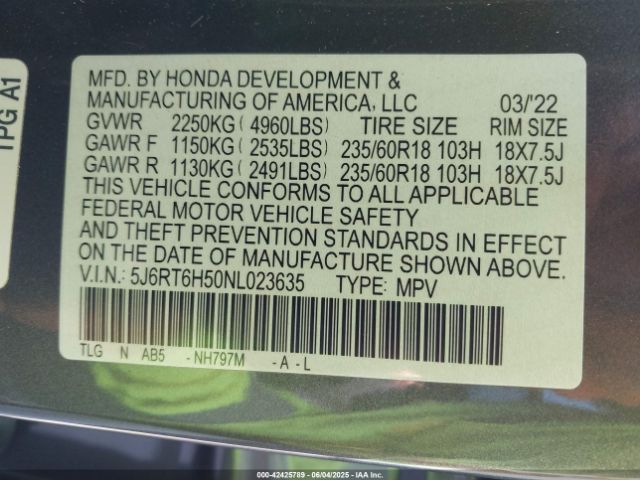 TPG A1
MFD. BY HONDA DEVELOPMENT &
MANUFACTURING OF AMERICA, LLC 03/'22
GVWR 2250KG ( 4960LBS) TIRE SIZE RIM SIZE
GAWR F 1150KG ( 2535LBS) 235/60R18 103H 18X7.5J
GAWR R 1130KG ( 2491LBS) 235/60R18 103H 18X7.5J
THIS VEHICLE CONFORMS TO ALL APPLICABLE
FEDERAL MOTOR VEHICLE SAFETY
AND THEFT PREVENTION STANDARDS IN EFFECT
ON THE DATE OF MANUFACTURE SHOWN ABOVE.
V.I.N.: 5J6RT6H50NL023635 TYPE: MPV
TLG N AB5 - NH797M - A - L
000-42425789 - 06/04/2025 - IAAI, Inc.